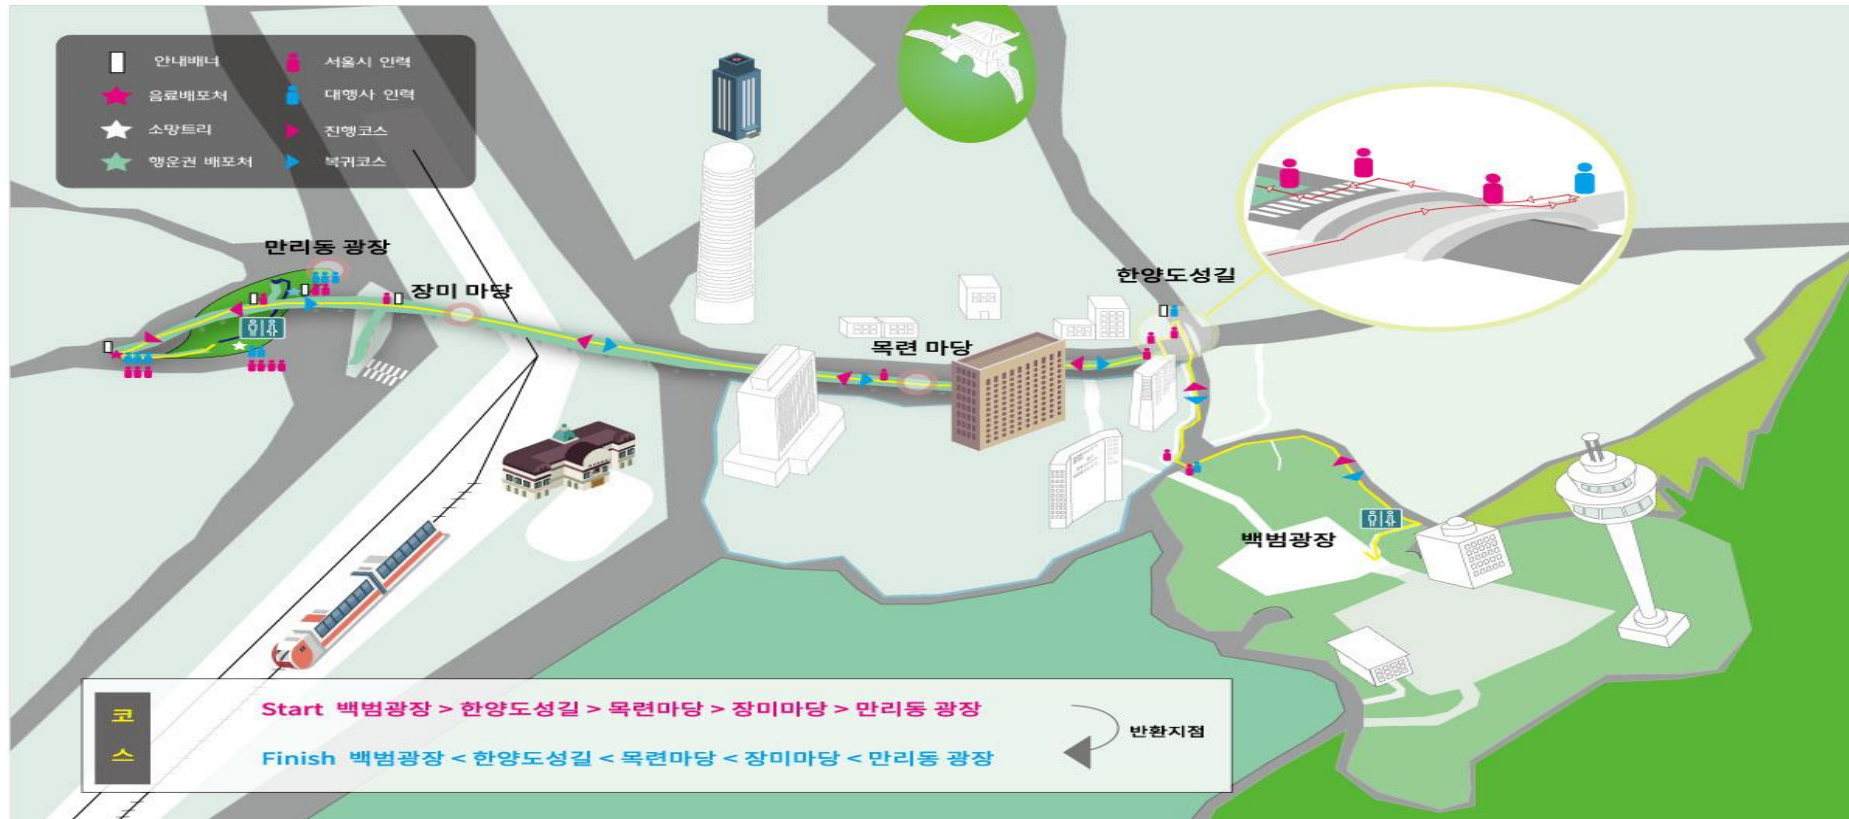 안내배너
서울시 인력
음료배포처
대행사 인력
소망트리
진행코스
행운권 배포처
복귀코스
만리동 광장
장미 마당
한양도성길
목련 마당
백범광장
코스
Start 백범광장 > 한양도성길 > 목련마당 > 장미마당 > 만리동 광장
Finish 백범광장 < 한양도성길 < 목련마당 < 장미마당 < 만리동 광장
반환지점